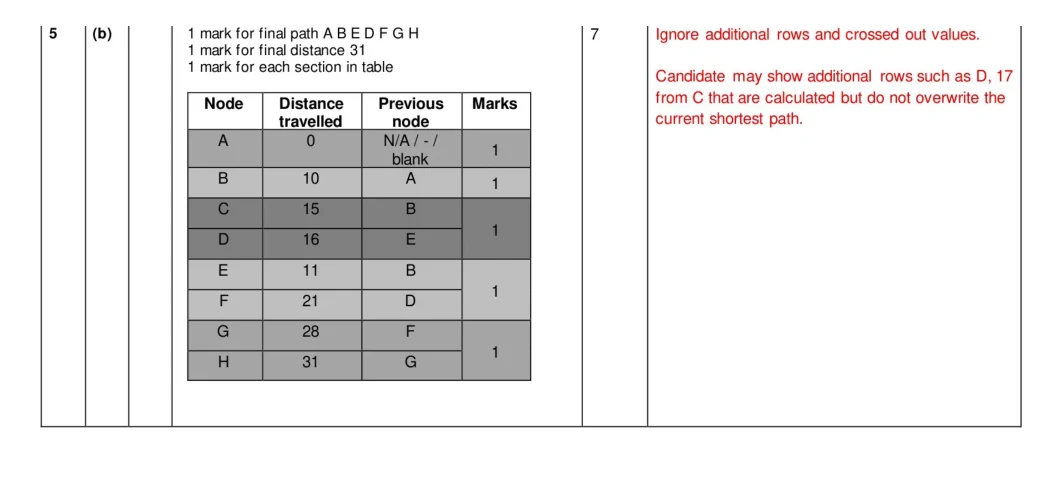 5 (b) 1 mark for final path A B E D F G H 7 Ignore additional rows and crossed out values.
1 mark for final distance 31
1 mark for each section in table
Candidate may show additional rows such as D, 17
from C that are calculated but do not overwrite the
current shortest path.
Node Distance travelled Previous node Marks
A 0 N/A / - / blank 1
B 10 A 1
C 15 B 1
D 16 E
E 11 B 1
F 21 D
G 28 F 1
H 31 G